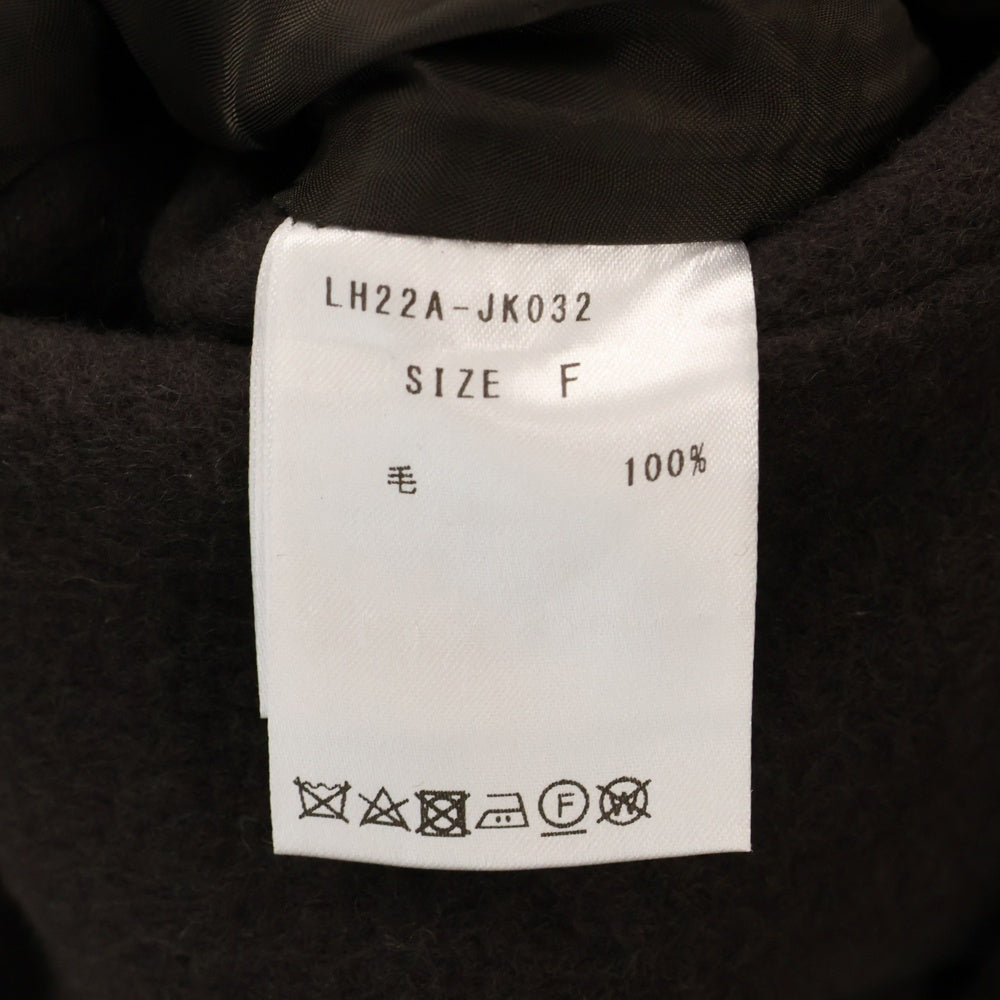 LH22A-JK032
SIZE F
毛 100%
F W